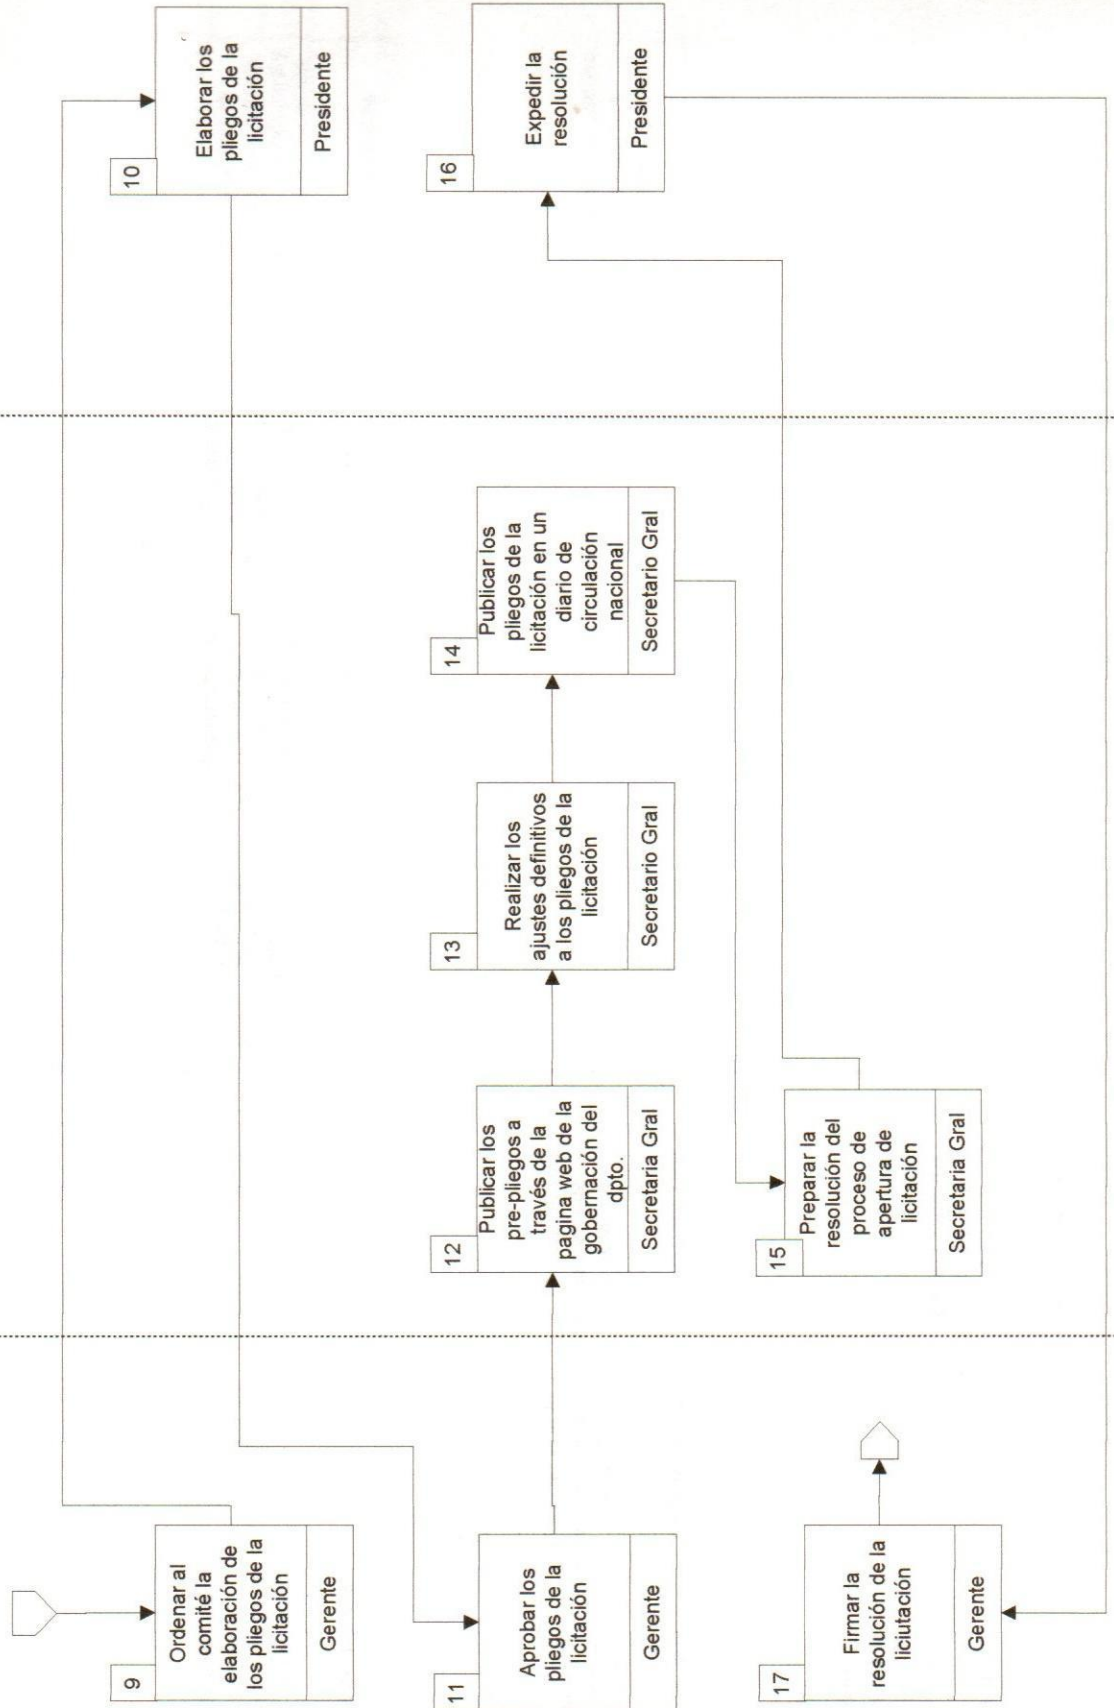 9
Ordenar al
comité la
elaboración de
los pliegos de la
licitación
Gerente
10
Elaborar los
pliegos de la
licitación
Presidente
11
Aprobar los
pliegos de la
licitación
Gerente
12
Publicar los
pre-pliegos a
través de la
pagina web de la
gobernación del
dpto.
Secretaria Gral
13
Realizar los
ajustes definitivos
a los pliegos de la
licitación
Secretario Gral
14
Publicar los
pliegos de la
licitación en un
diario de
circulación
nacional
Secretario Gral
15
Preparar la
resolución del
proceso de
apertura de
licitación
Secretaria Gral
16
Expedir la
resolución
Presidente
17
Firmar la
resolución de la
liciutación
Gerente